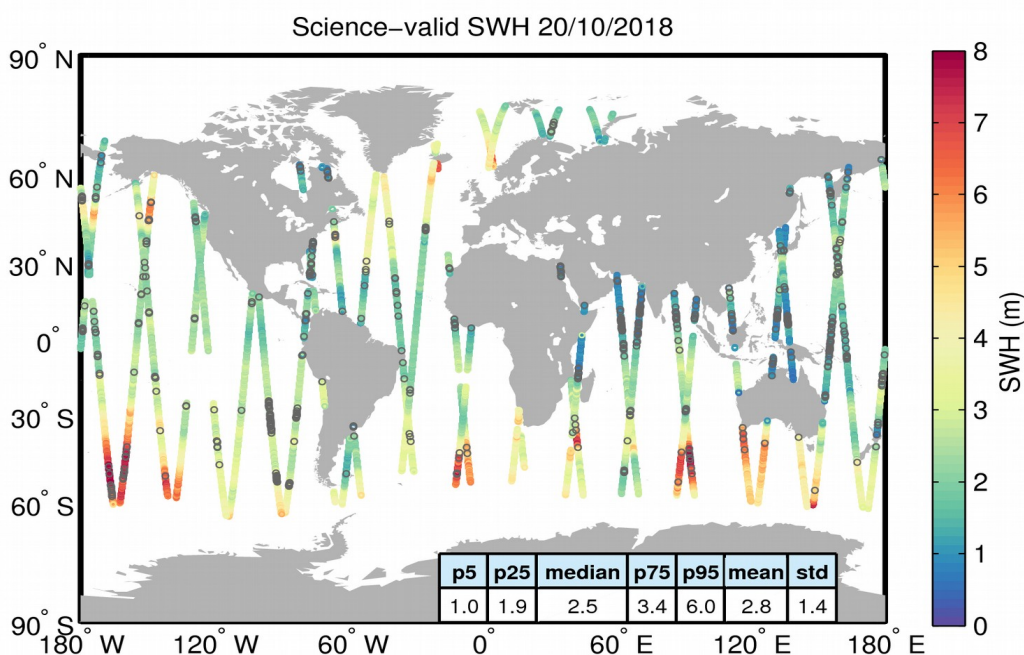 Science–valid SWH 20/10/2018
90° N
60° N
30° N
0°
30° S
60° S
90° S
180° W
120° W
60° W
0°
60° E
120° E
180° E
p5 p25 median p75 p95 mean std
1.0 1.9 2.5 3.4 6.0 2.8 1.4
8
7
6
5
4
3
2
1
0
SWH (m)